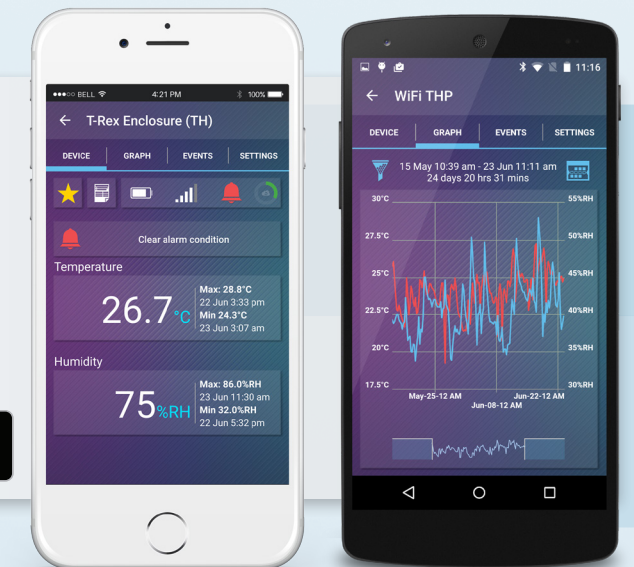 BELL 4:21 PM 100%
T-Rex Enclosure (TH)
DEVICE GRAPH EVENTS SETTINGS
Clear alarm condition
Temperature
26.7°C
Max: 28.8°C
22 Jun 3:33 pm
Min 24.3°C
23 Jun 3:07 am
Humidity
75%RH
Max: 86.0%RH
23 Jun 11:30 am
Min 32.0%RH
22 Jun 5:32 pm
11:16
WiFi THP
DEVICE GRAPH EVENTS SETTINGS
15 May 10:39 am - 23 Jun 11:11 am
24 days 20 hrs 31 mins
30°C 55%RH
27.5°C 50%RH
25°C 45%RH
22.5°C 40%RH
20°C 35%RH
17.5°C 30%RH
May-25-12 AM Jun-22-12 AM
Jun-08-12 AM